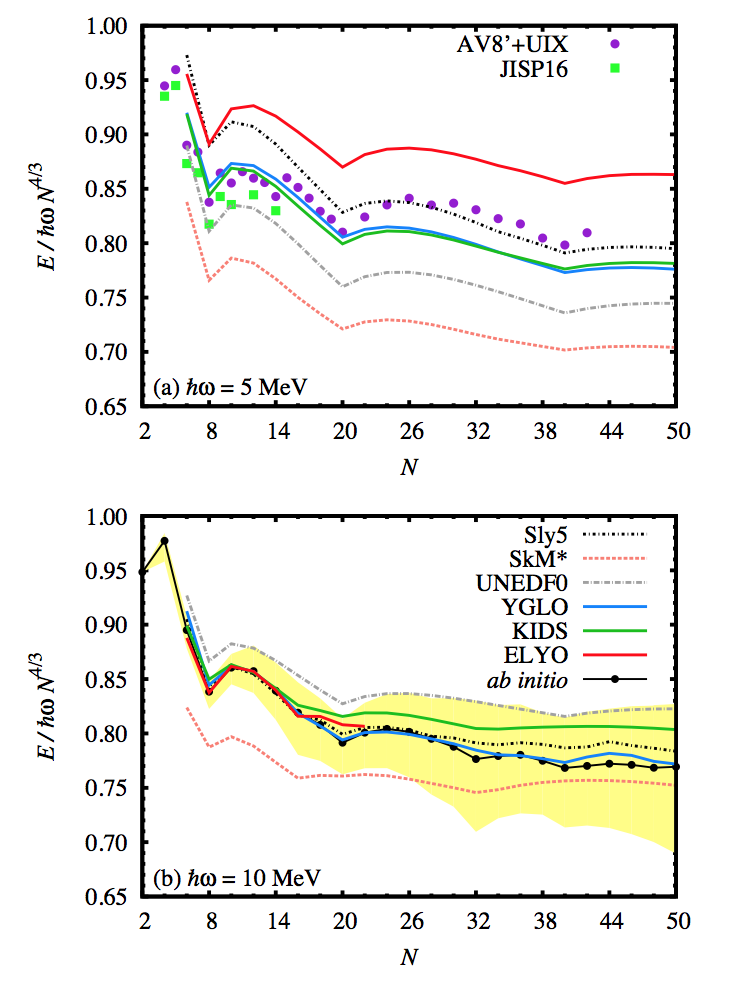 1.00
0.95
0.90
0.85
0.80
0.75
0.70
0.65
E / ℏω N^4/3
AV8'+UIX
JISP16
(a) ℏω = 5 MeV
2 8 14 20 26 32 38 44 50
N
1.00
0.95
0.90
0.85
0.80
0.75
0.70
0.65
E / ℏω N^4/3
Sly5
SkM*
UNEDF0
YGLO
KIDS
ELYO
ab initio
(b) ℏω = 10 MeV
2 8 14 20 26 32 38 44 50
N